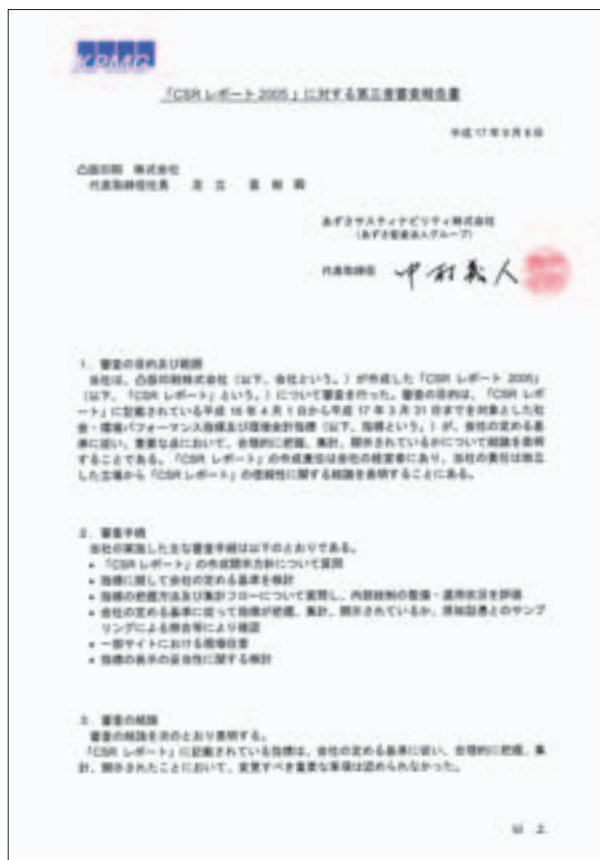 KPMG
「CSR レポート 2005」に対する第三者審査報告書
平成 17 年 9 月 8 日
凸版印刷 株式会社
代表取締役社長 足 立 直 樹 殿
あずさサスティナビリティ株式会社
(あずさ監査法人グループ)
代表取締役 中村義人
1．審査の目的及び範囲
当社は、凸版印刷株式会社（以下、会社という。）が作成した「CSR レポート 2005」
（以下、「CSR レポート」という。）について審査を行った。審査の目的は、「CSR レポ
ート」に記載されている平成 16 年 4 月 1 日から平成 17 年 3 月 31 日までを対象とした社
会・環境パフォーマンス指標及び環境会計指標（以下、指標という。）が、会社の定める基
準に従い、重要な点において、合理的に把握、集計、開示されているかについて結論を表明
することである。「CSR レポート」の作成責任は会社の経営者にあり、当社の責任は独立
した立場から「CSR レポート」の信頼性に関する結論を表明することにある。
2．審査手続
当社の実施した主な審査手続は以下のとおりである。
• 「CSR レポート」の作成開示方針について質問
• 指標に関して会社の定める基準を検討
• 指標の把握方法及び集計フローについて質問し、内部統制の整備・運用状況を評価
• 会社の定める基準に従って指標が把握、集計、開示されているか、原始証憑とのサンプ
リングによる照合等により確認
• 一部サイトにおける現場往査
• 指標の表示の妥当性に関する検討
3．審査の結論
審査の結論を次のとおり表明する。
「CSR レポート」に記載されている指標は、会社の定める基準に従い、合理的に把握、集
計、開示されたことにおいて、変更すべき重要な事項は認められなかった。
以 上